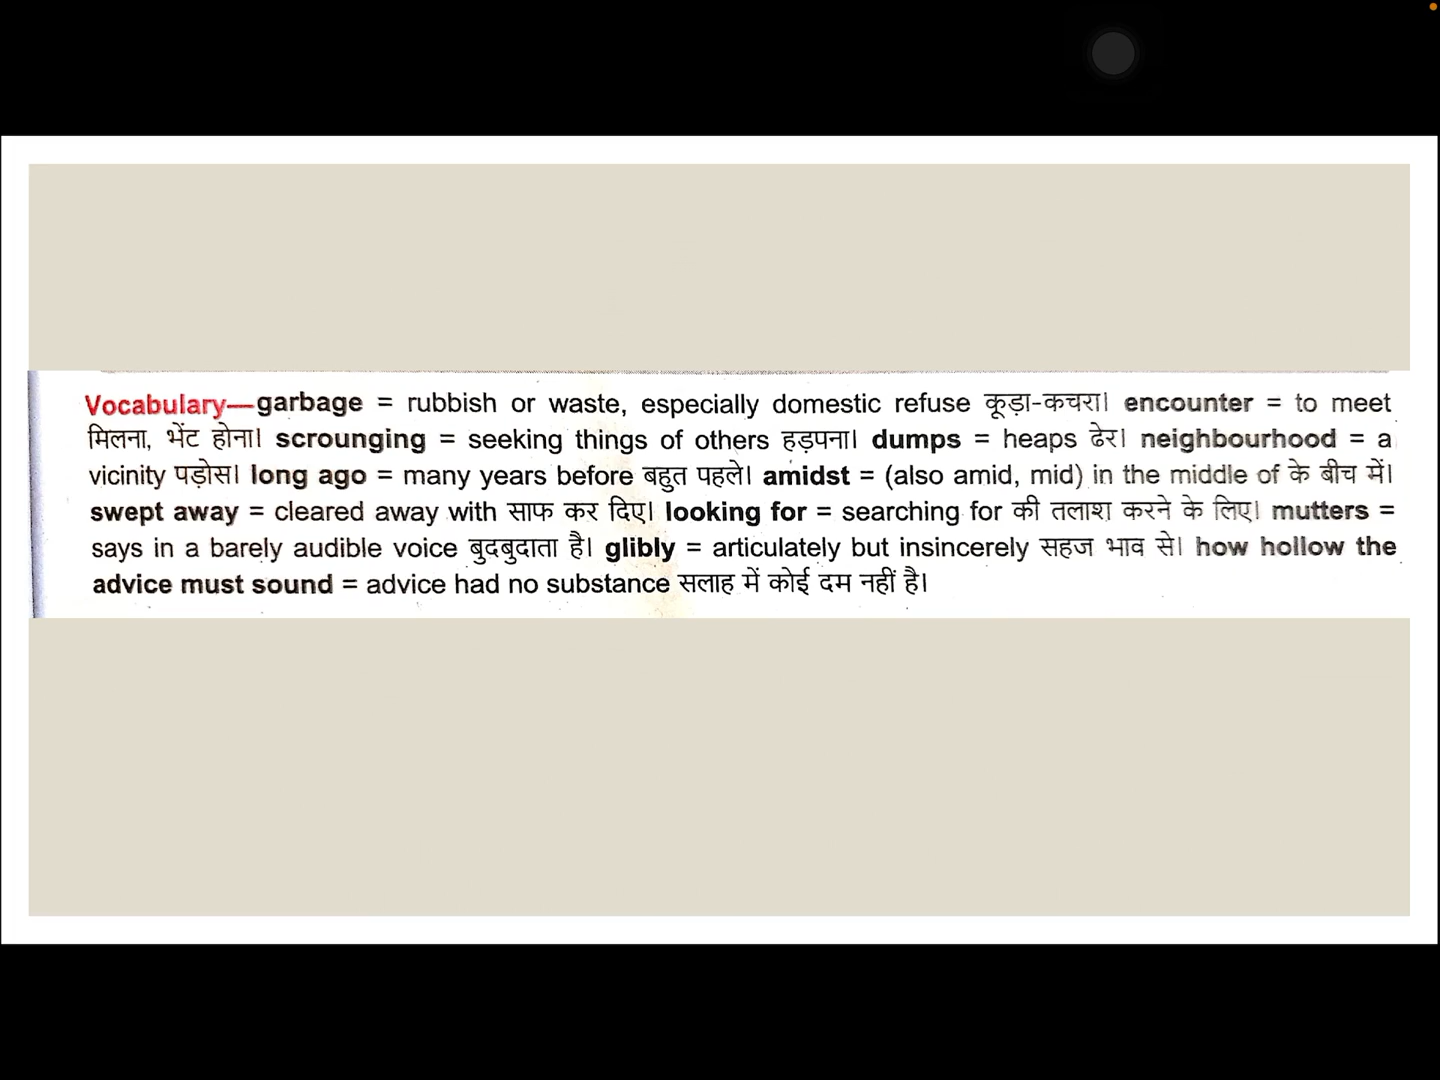 Vocabulary—garbage = rubbish or waste, especially domestic refuse कूड़ा-कचरा। encounter = to meet
मिलना, भेंट होना। scrounging = seeking things of others हड़पना। dumps = heaps ढेर। neighbourhood = a
vicinity पड़ोस। long ago = many years before बहुत पहले। amidst = (also amid, mid) in the middle of के बीच में।
swept away = cleared away with साफ कर दिए। looking for = searching for की तलाश करने के लिए। mutters =
says in a barely audible voice बुदबुदाता है। glibly = articulately but insincerely सहज भाव से। how hollow the
advice must sound = advice had no substance सलाह में कोई दम नहीं है।